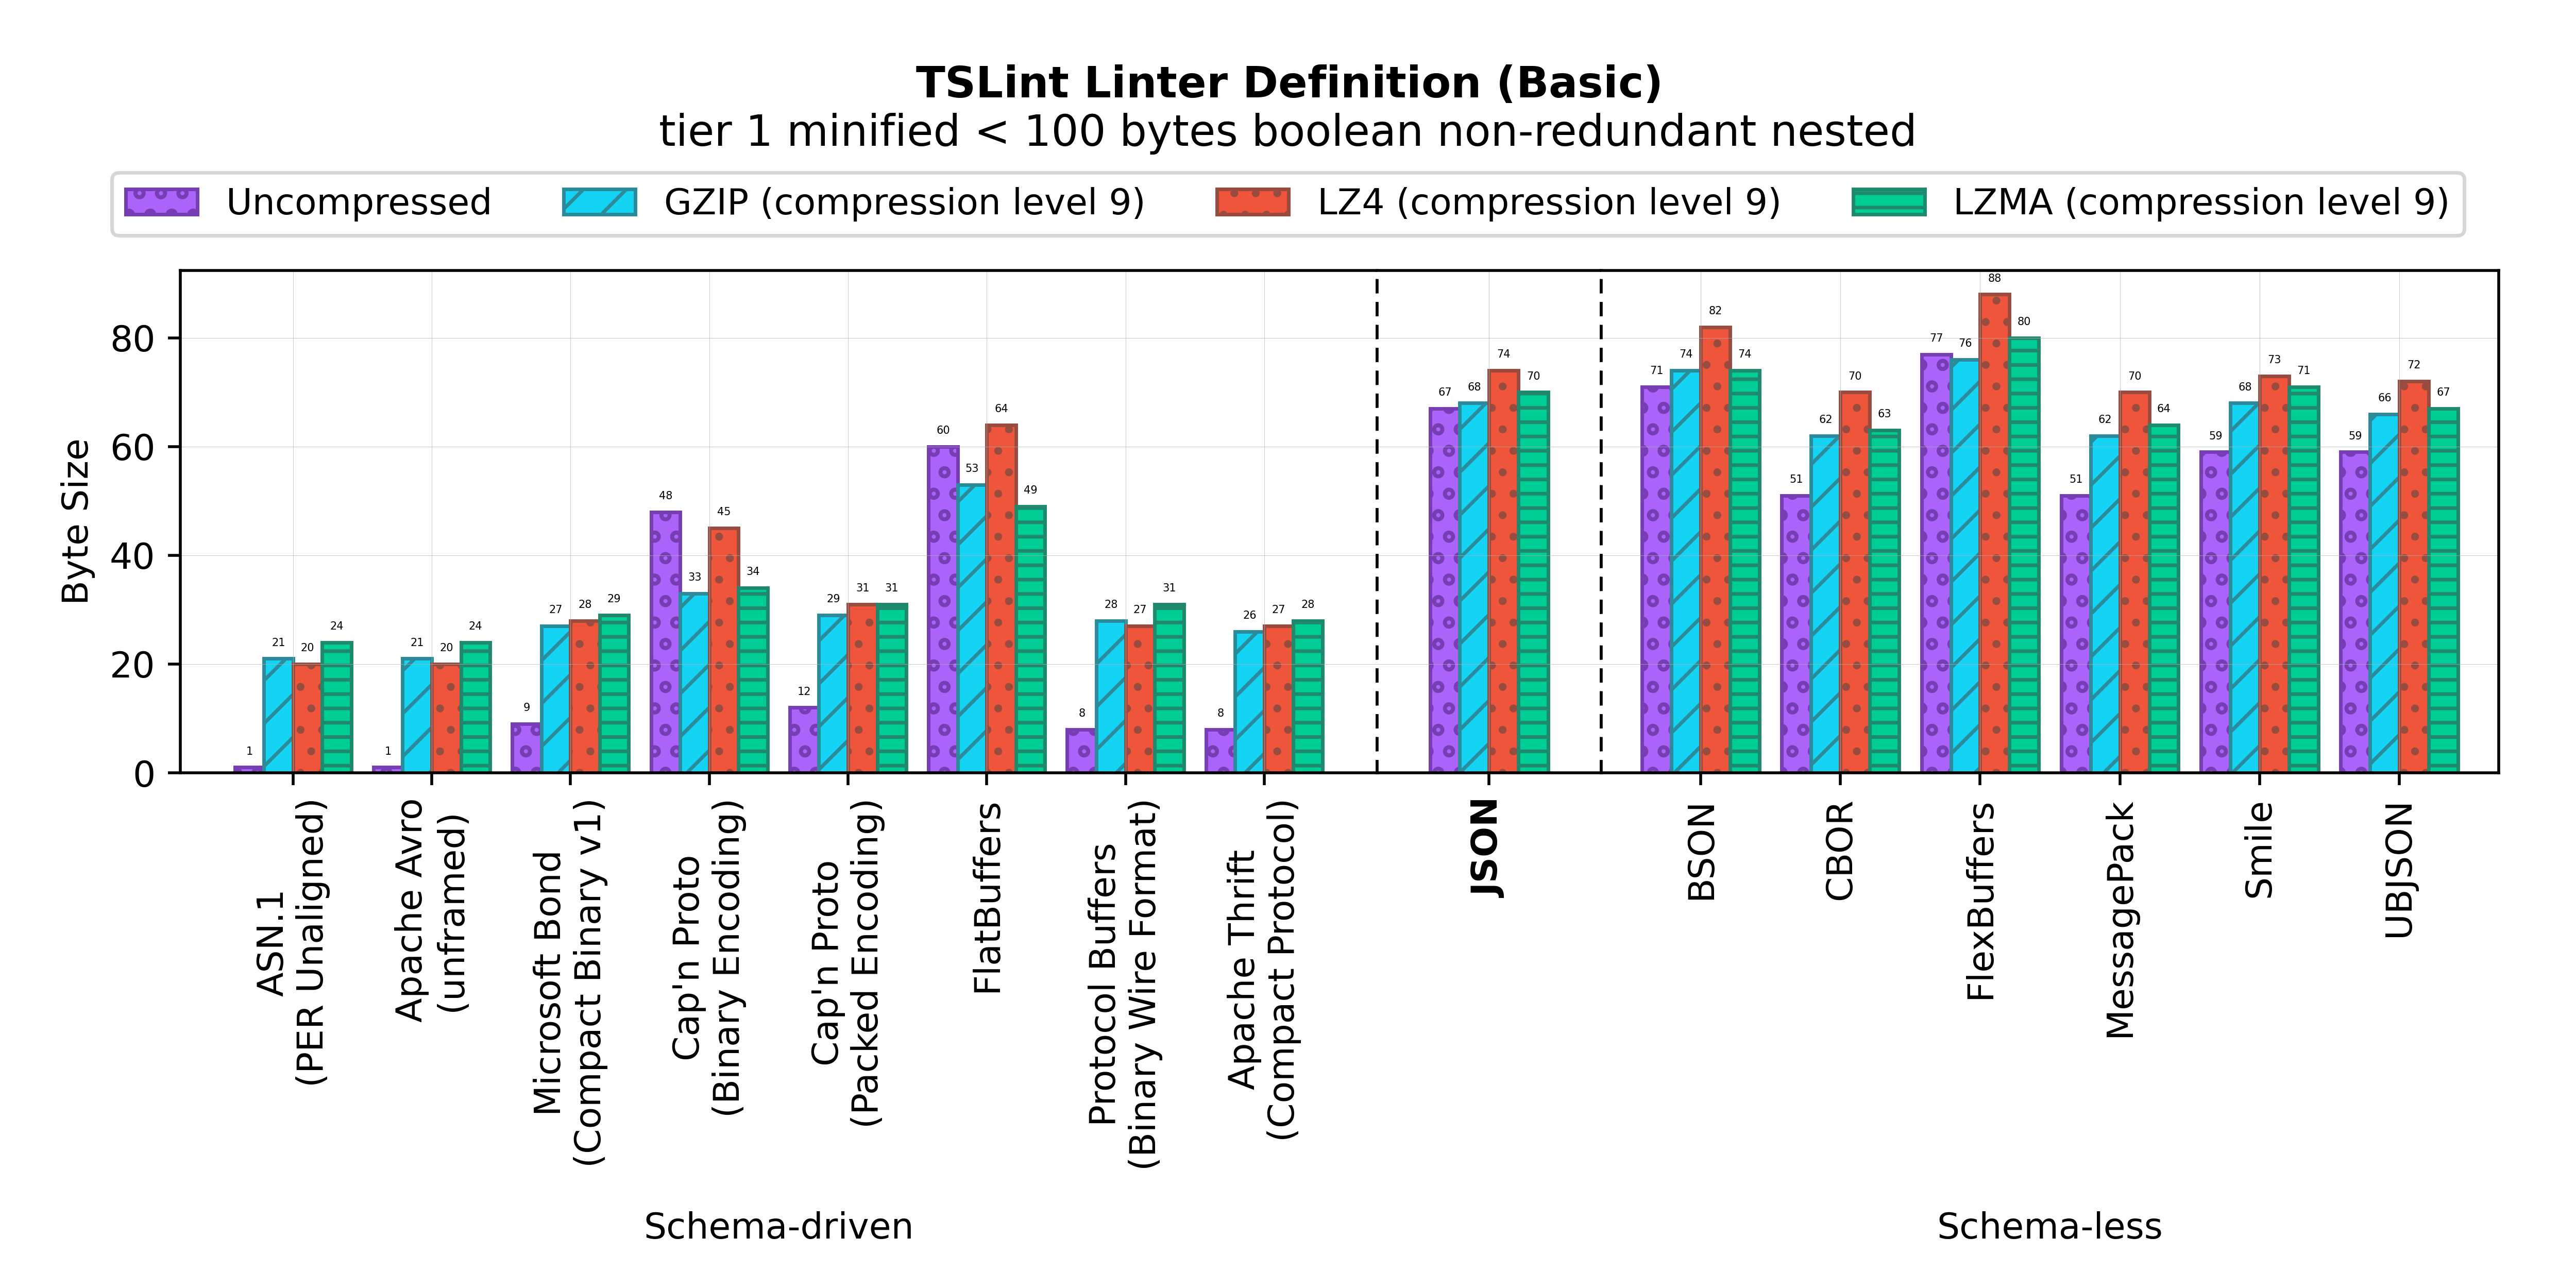 TSLint Linter Definition (Basic)
tier 1 minified < 100 bytes boolean non-redundant nested
Uncompressed
GZIP (compression level 9)
LZ4 (compression level 9)
LZMA (compression level 9)
Byte Size
80
60
40
20
0
1 21 20 24
1 21 20 24
9 27 28 29
48 33 45 34
12 29 31 31
60 53 64 49
8 28 27 31
8 26 27 28
67 68 74 70
71 74 82 74
51 62 70 63
77 76 88 80
51 62 70 64
59 68 73 71
59 66 72 67
ASN.1
(PER Unaligned)
Apache Avro
(unframed)
Microsoft Bond
(Compact Binary v1)
Cap'n Proto
(Binary Encoding)
Cap'n Proto
(Packed Encoding)
FlatBuffers
Protocol Buffers
(Binary Wire Format)
Apache Thrift
(Compact Protocol)
JSON
BSON
CBOR
FlexBuffers
MessagePack
Smile
UBJSON
Schema-driven
Schema-less